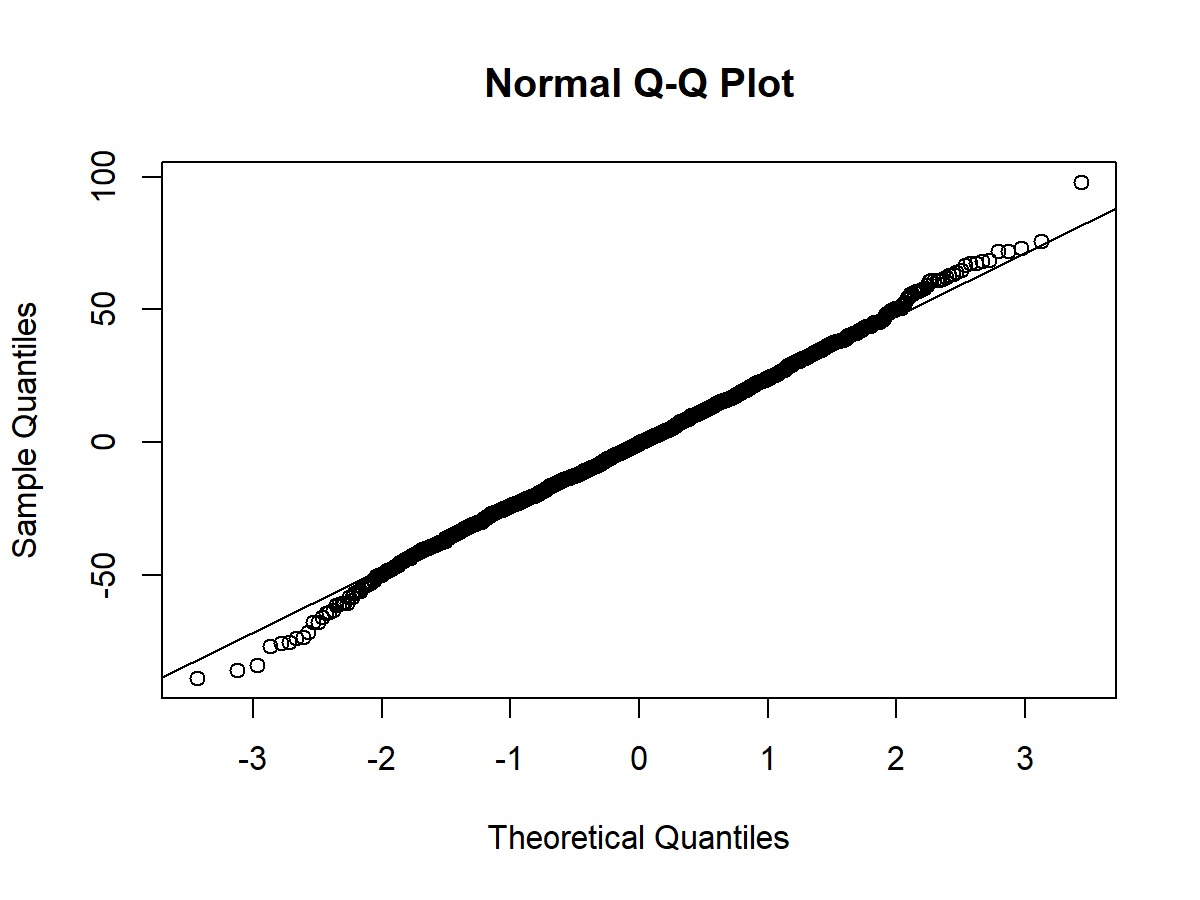 Normal Q-Q Plot
Sample Quantiles
100
50
0
-50
-3 -2 -1 0 1 2 3
Theoretical Quantiles